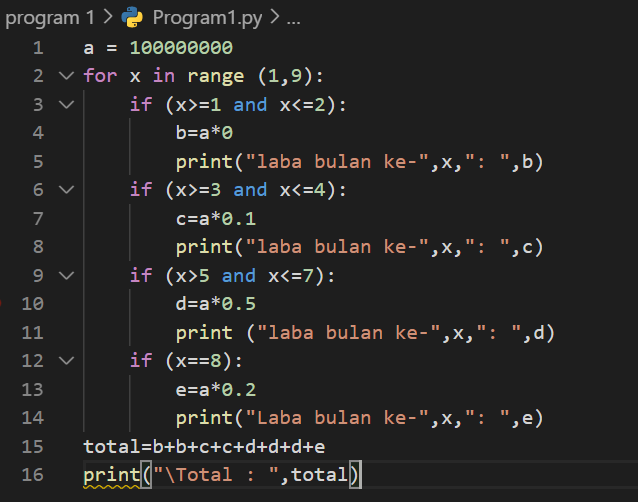 program 1 > Program1.py > ...
1 a = 100000000
2 for x in range (1,9):
3     if (x>=1 and x<=2):
4         b=a*0
5         print("laba bulan ke-",x,": ",b)
6     if (x>=3 and x<=4):
7         c=a*0.1
8         print("laba bulan ke-",x,": ",c)
9     if (x>5 and x<=7):
10         d=a*0.5
11         print ("laba bulan ke-",x,": ",d)
12     if (x==8):
13         e=a*0.2
14         print("Laba bulan ke-",x,": ",e)
15 total=b+b+c+c+d+d+d+e
16 print("\Total : ",total)